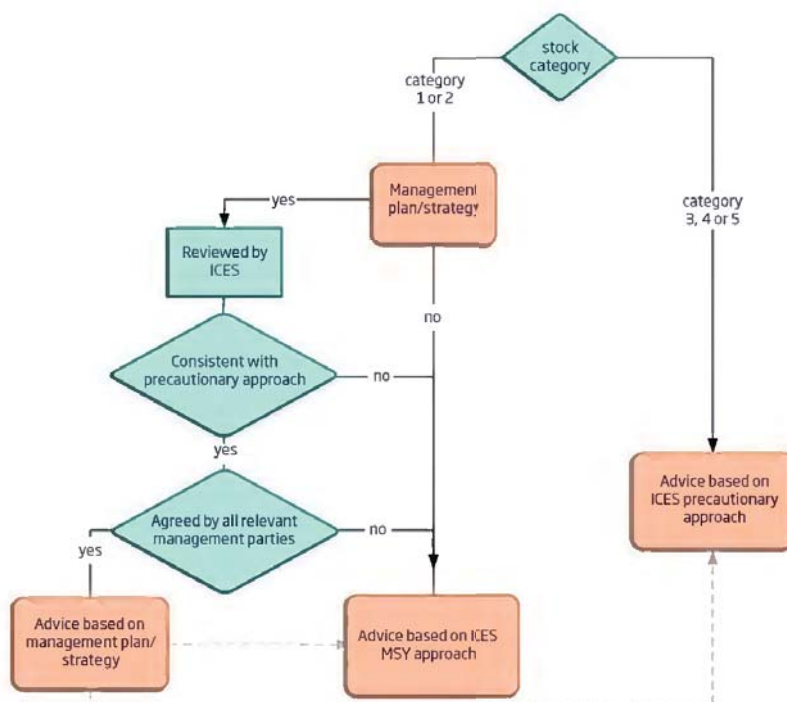 stock
category
category
1 or 2
Management
plan/strategy
yes
category
3, 4 or 5
Reviewed by
ICES
no
Consistent with
precautionary approach
no
yes
Advice based on
ICES precautionary
approach
Agreed by all relevant
management parties
no
yes
Advice based on
management plan/
strategy
Advice based on ICES
MSY approach